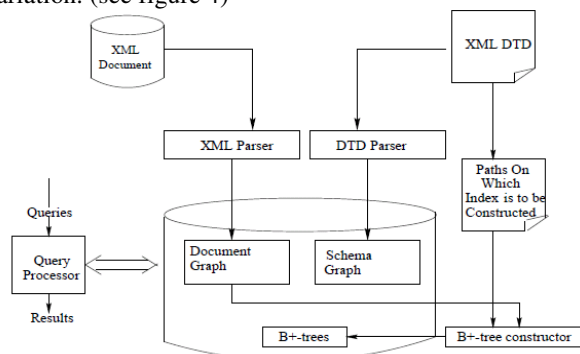 ariation. (see figure 4)
XML
Document
XML DTD
XML Parser
DTD Parser
Paths On
Which
Index is to be
Constructed
Queries
Query
Processor
Results
Document
Graph
Schema
Graph
B+-trees
B+-tree constructor